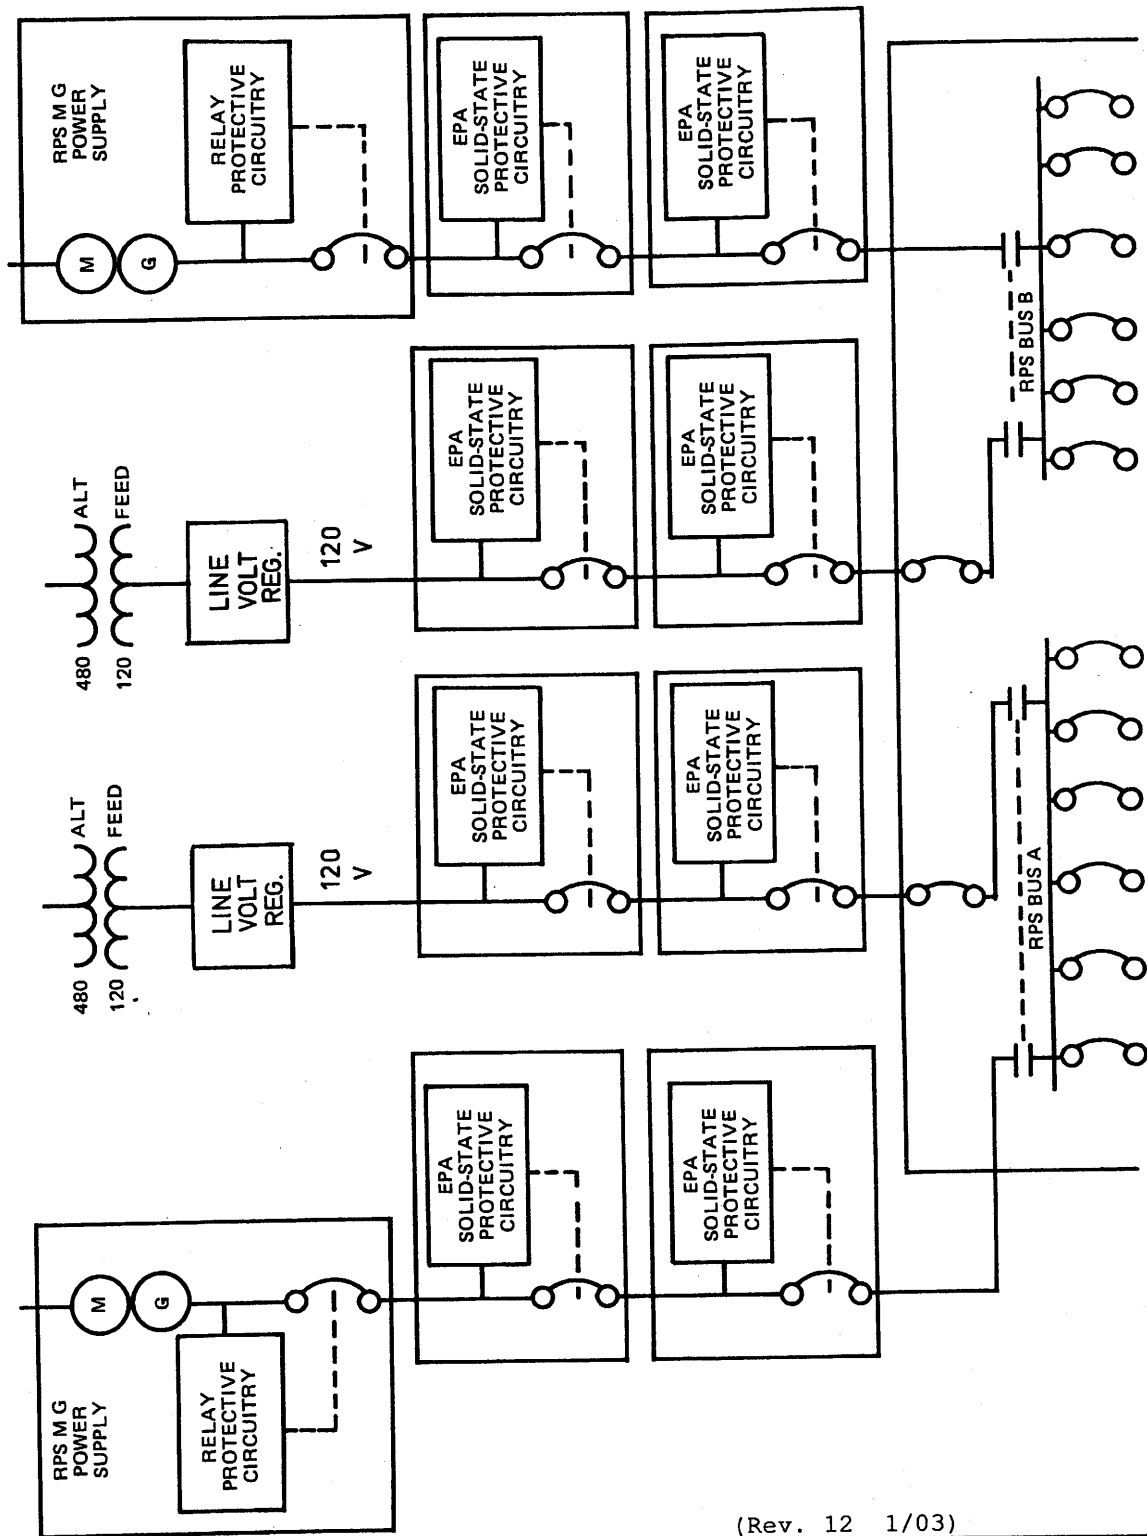 RPS M G
POWER
SUPPLY
M
G
RELAY
PROTECTIVE
CIRCUITRY
EPA
SOLID-STATE
PROTECTIVE
CIRCUITRY
EPA
SOLID-STATE
PROTECTIVE
CIRCUITRY
480
ALT
120
FEED
LINE
VOLT
REG.
120
V
EPA
SOLID-STATE
PROTECTIVE
CIRCUITRY
EPA
SOLID-STATE
PROTECTIVE
CIRCUITRY
RPS BUS A
480
ALT
120
FEED
LINE
VOLT
REG.
120
V
EPA
SOLID-STATE
PROTECTIVE
CIRCUITRY
EPA
SOLID-STATE
PROTECTIVE
CIRCUITRY
RPS BUS B
RPS M G
POWER
SUPPLY
M
G
RELAY
PROTECTIVE
CIRCUITRY
EPA
SOLID-STATE
PROTECTIVE
CIRCUITRY
EPA
SOLID-STATE
PROTECTIVE
CIRCUITRY
(Rev. 12 1/03)